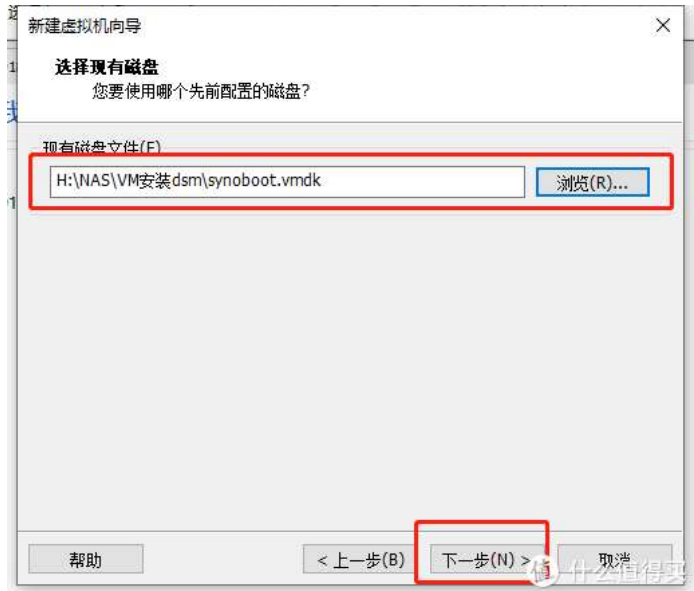 新建虚拟机向导
选择现有磁盘
您要使用哪个先前配置的磁盘?
现有磁盘文件(F)
H:\NAS\VM安装dsm\synoboot.vmdk
浏览(R)...
帮助
< 上一步(B)
下一步(N) >
取消
值 什么值得买